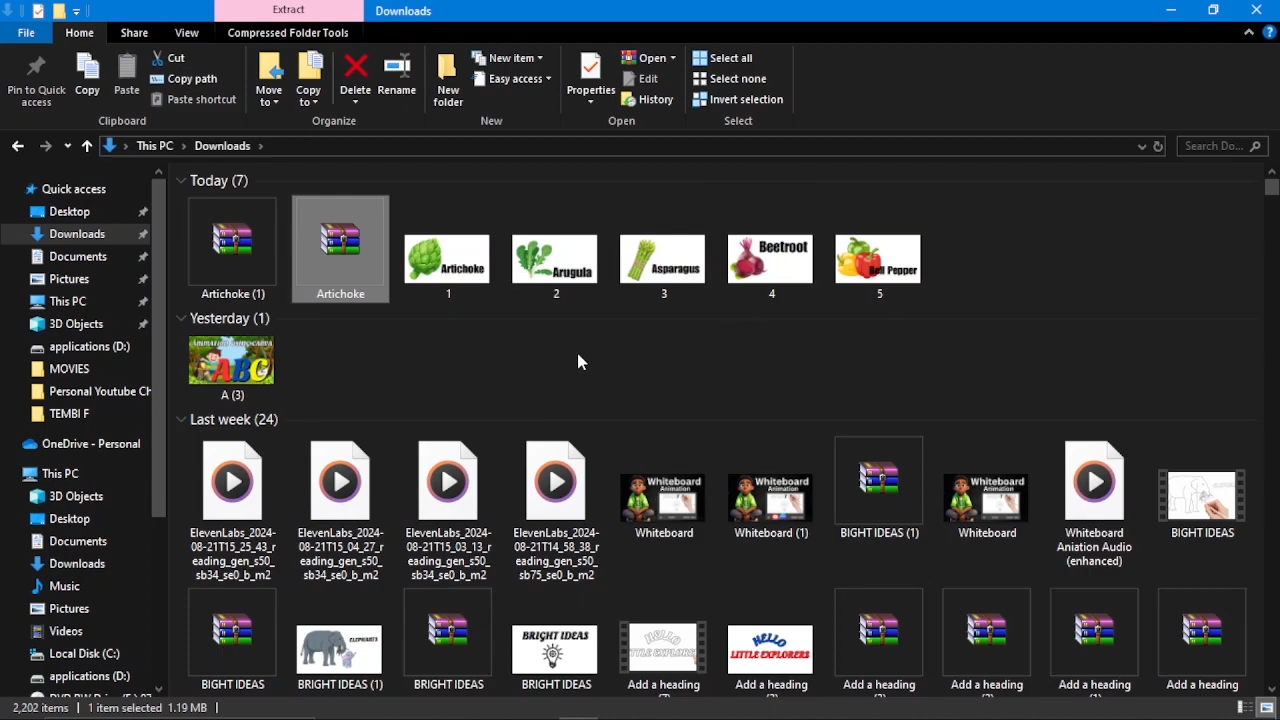 Extract
Downloads
File
Home
Share
View
Compressed Folder Tools
Pin to Quick access
Copy
Paste
Cut
Copy path
Paste shortcut
Move to
Copy to
Delete
Rename
New folder
New item
Easy access
Properties
Open
Edit
History
Select all
Select none
Invert selection
Clipboard
Organize
New
Open
Select
This PC
Downloads
Search Do...
Quick access
Desktop
Downloads
Documents
Pictures
This PC
3D Objects
applications (D:)
MOVIES
Personal Youtube Ch
TEMBI F
OneDrive - Personal
This PC
3D Objects
Desktop
Documents
Downloads
Music
Pictures
Videos
Local Disk (C:)
applications (D:)
Today (7)
Artichoke
Arugula
Asparagus
Beetroot
Bell Pepper
Artichoke (1)
Artichoke
1
2
3
4
5
Yesterday (1)
ABC
A (3)
Last week (24)
Whiteboard Animation
Whiteboard Animation
Whiteboard Animation
ElevenLabs_2024-08-21T15_25_43_reading_gen_s50_sb34_se0_b_m2
ElevenLabs_2024-08-21T15_04_27_reading_gen_s50_sb34_se0_b_m2
ElevenLabs_2024-08-21T15_03_13_reading_gen_s50_sb34_se0_b_m2
ElevenLabs_2024-08-21T14_58_38_reading_gen_s50_sb75_se0_b_m2
Whiteboard
Whiteboard (1)
BIGHT IDEAS (1)
Whiteboard
Whiteboard Aniation Audio (enhanced)
BIGHT IDEAS
ELEPHANTS
BRIGHT IDEAS
HELLO
HELLO
LITTLE EXPLORERS
BIGHT IDEAS
BRIGHT IDEAS (1)
BRIGHT IDEAS
BRIGHT IDEAS
Add a heading
Add a heading
Add a heading
Add a heading
Add a heading
Add a heading
2,202 items
1 item selected 1.19 MB